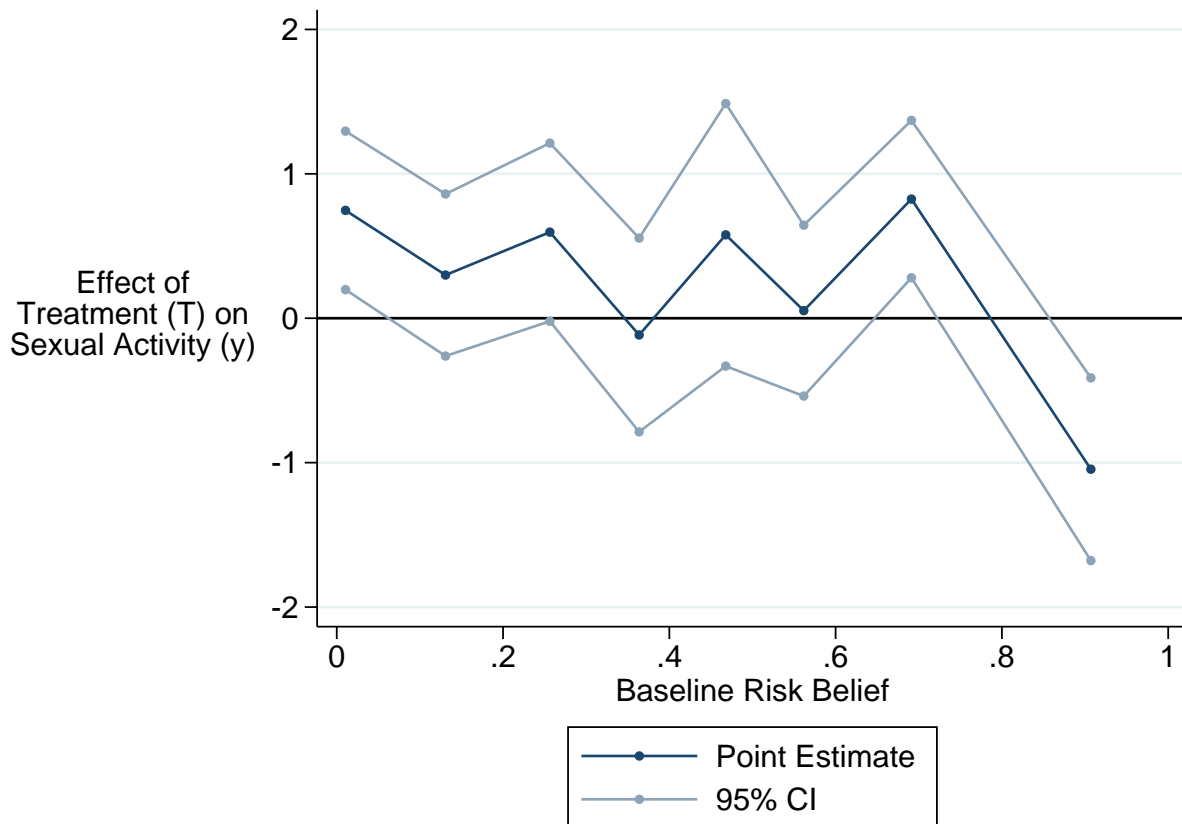 2
1
Effect of
Treatment (T) on
Sexual Activity (y)
0
-1
-2
0 .2 .4 .6 .8 1
Baseline Risk Belief
Point Estimate
95% CI